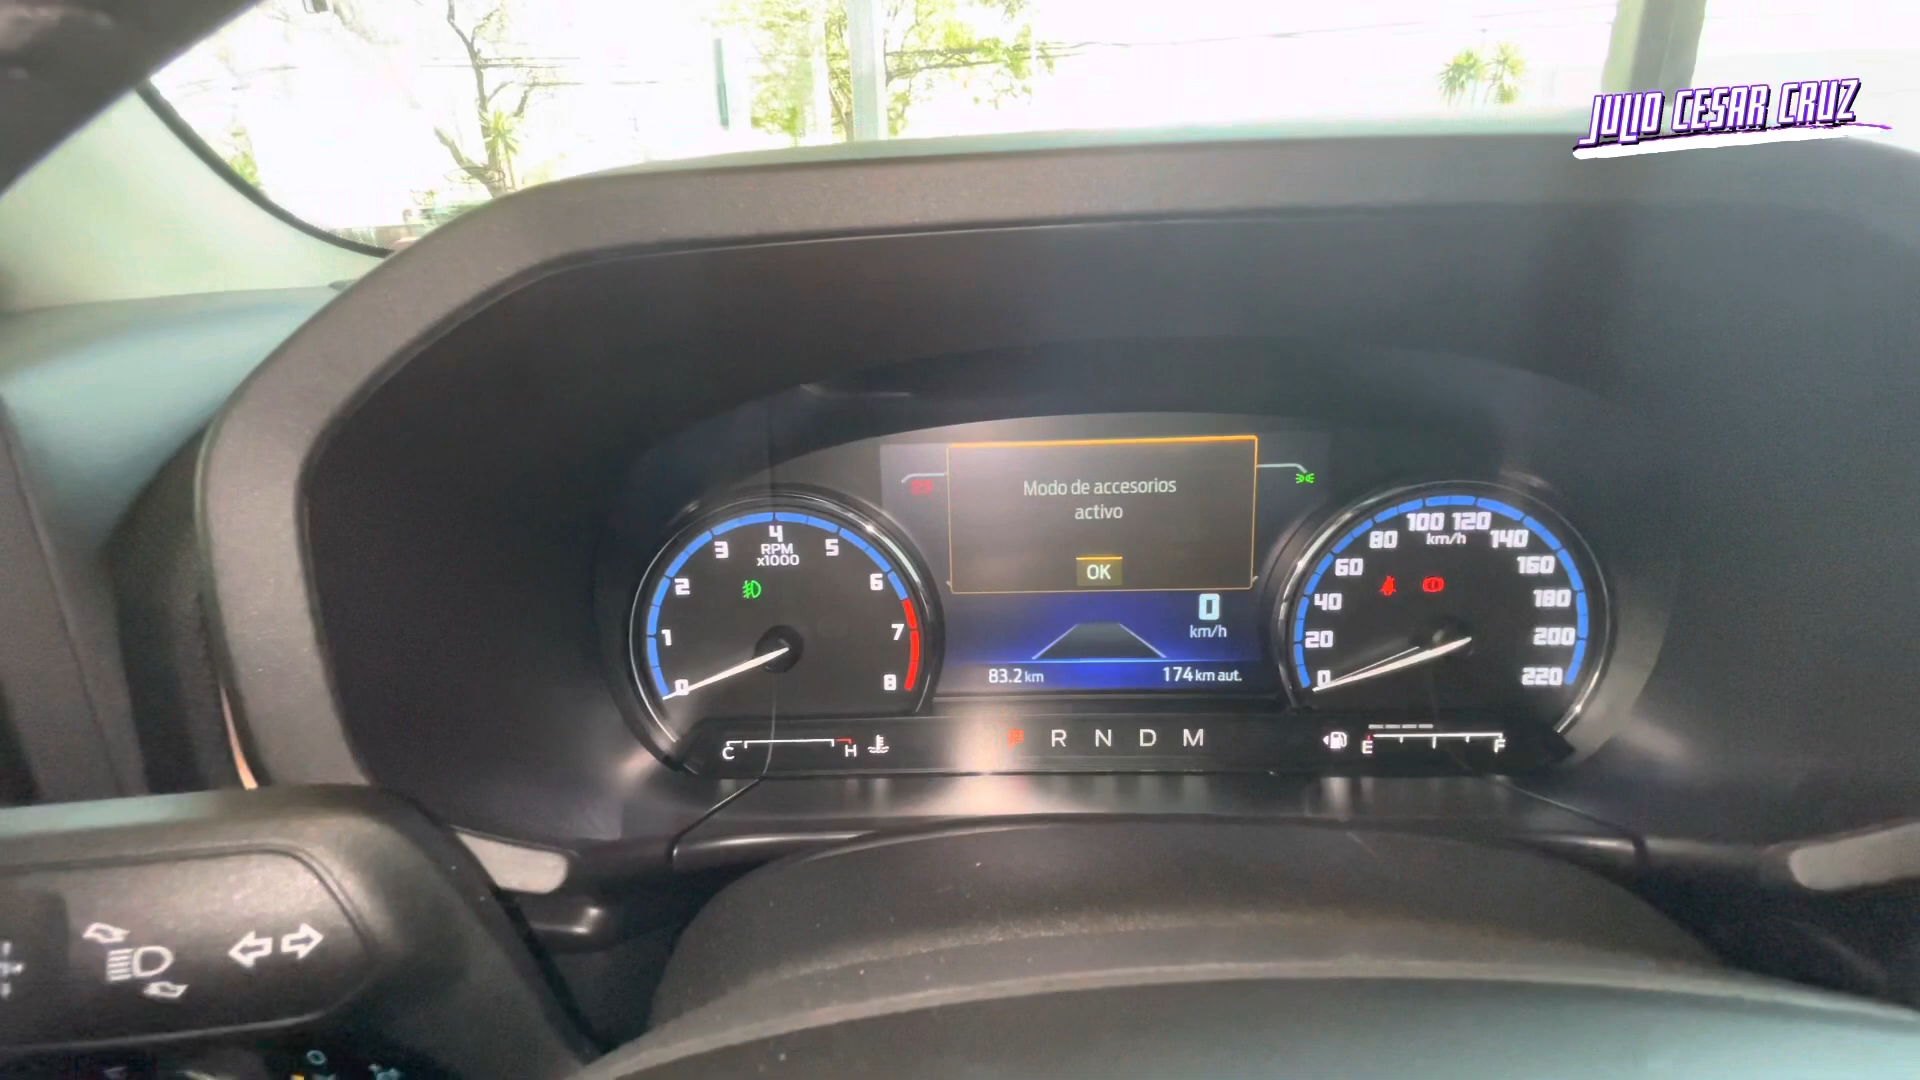 JULIO CESAR CRUZ
Modo de accesorios
activo
OK
0
km/h
83.2 km
174 km aut.
0 1 2 3 4 5 6 7 8
RPM
x1000
0 20 40 60 80 100 120 140 160 180 200 220
km/h
C H
R N D M
E F